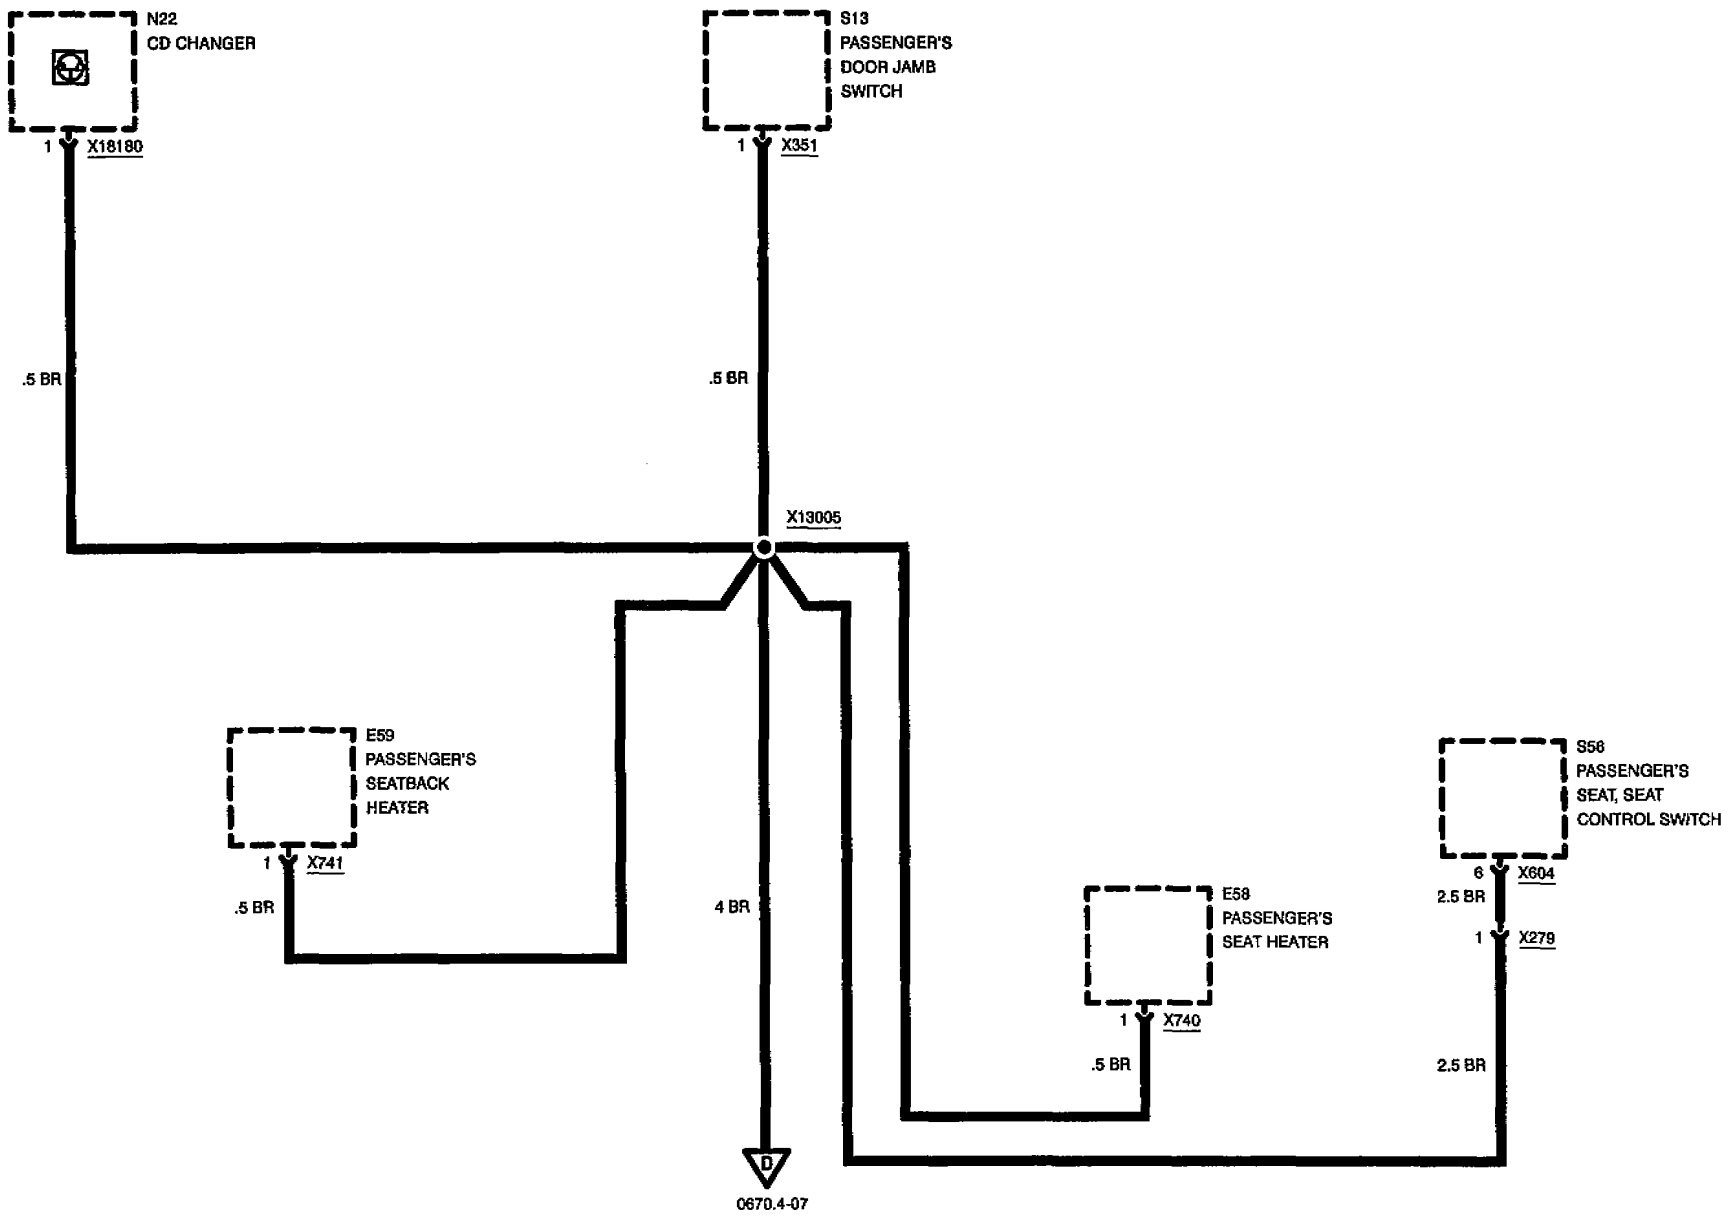 N22
CD CHANGER
1
X18180
S13
PASSENGER'S
DOOR JAMB
SWITCH
1
X351
.5 BR
.5 BR
X13005
E59
PASSENGER'S
SEATBACK
HEATER
1
X741
.5 BR
4 BR
E58
PASSENGER'S
SEAT HEATER
1
X740
.5 BR
S56
PASSENGER'S
SEAT, SEAT
CONTROL SWITCH
6
X604
2.5 BR
1
X279
2.5 BR
D
0670.4-07